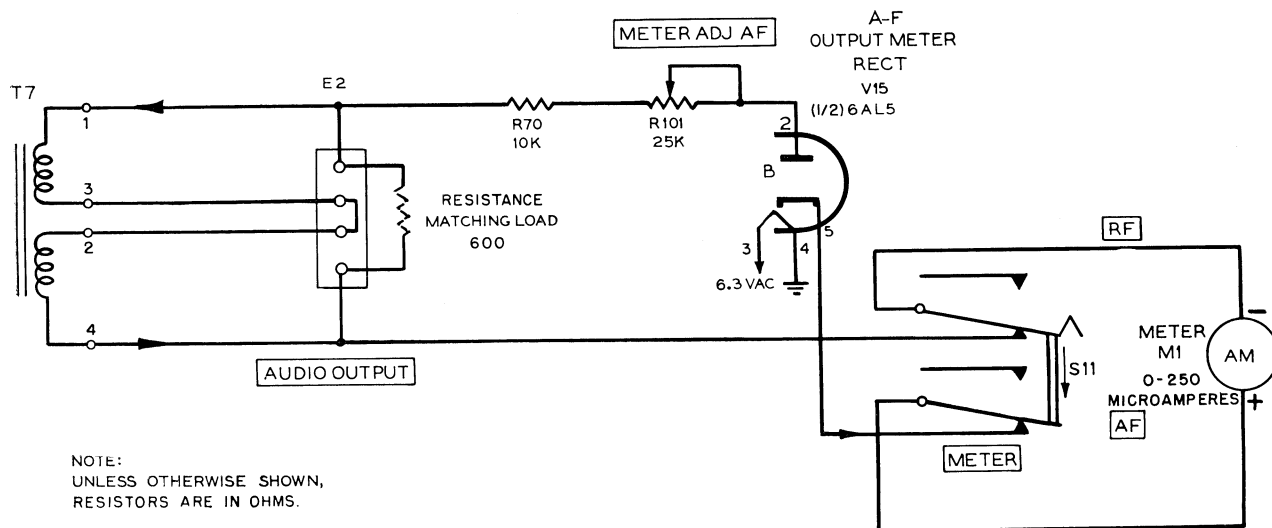 A-F
OUTPUT METER
RECT
V15
(1/2) 6AL5
METER ADJ AF
T7
E2
1
R70
10K
R101
25K
2
B
3
RESISTANCE
MATCHING LOAD
600
2
3
4
5
6.3 VAC
RF
4
AUDIO OUTPUT
S11
METER
M1
0-250
MICROAMPERES
AM
-
+
AF
METER
NOTE:
UNLESS OTHERWISE SHOWN,
RESISTORS ARE IN OHMS.